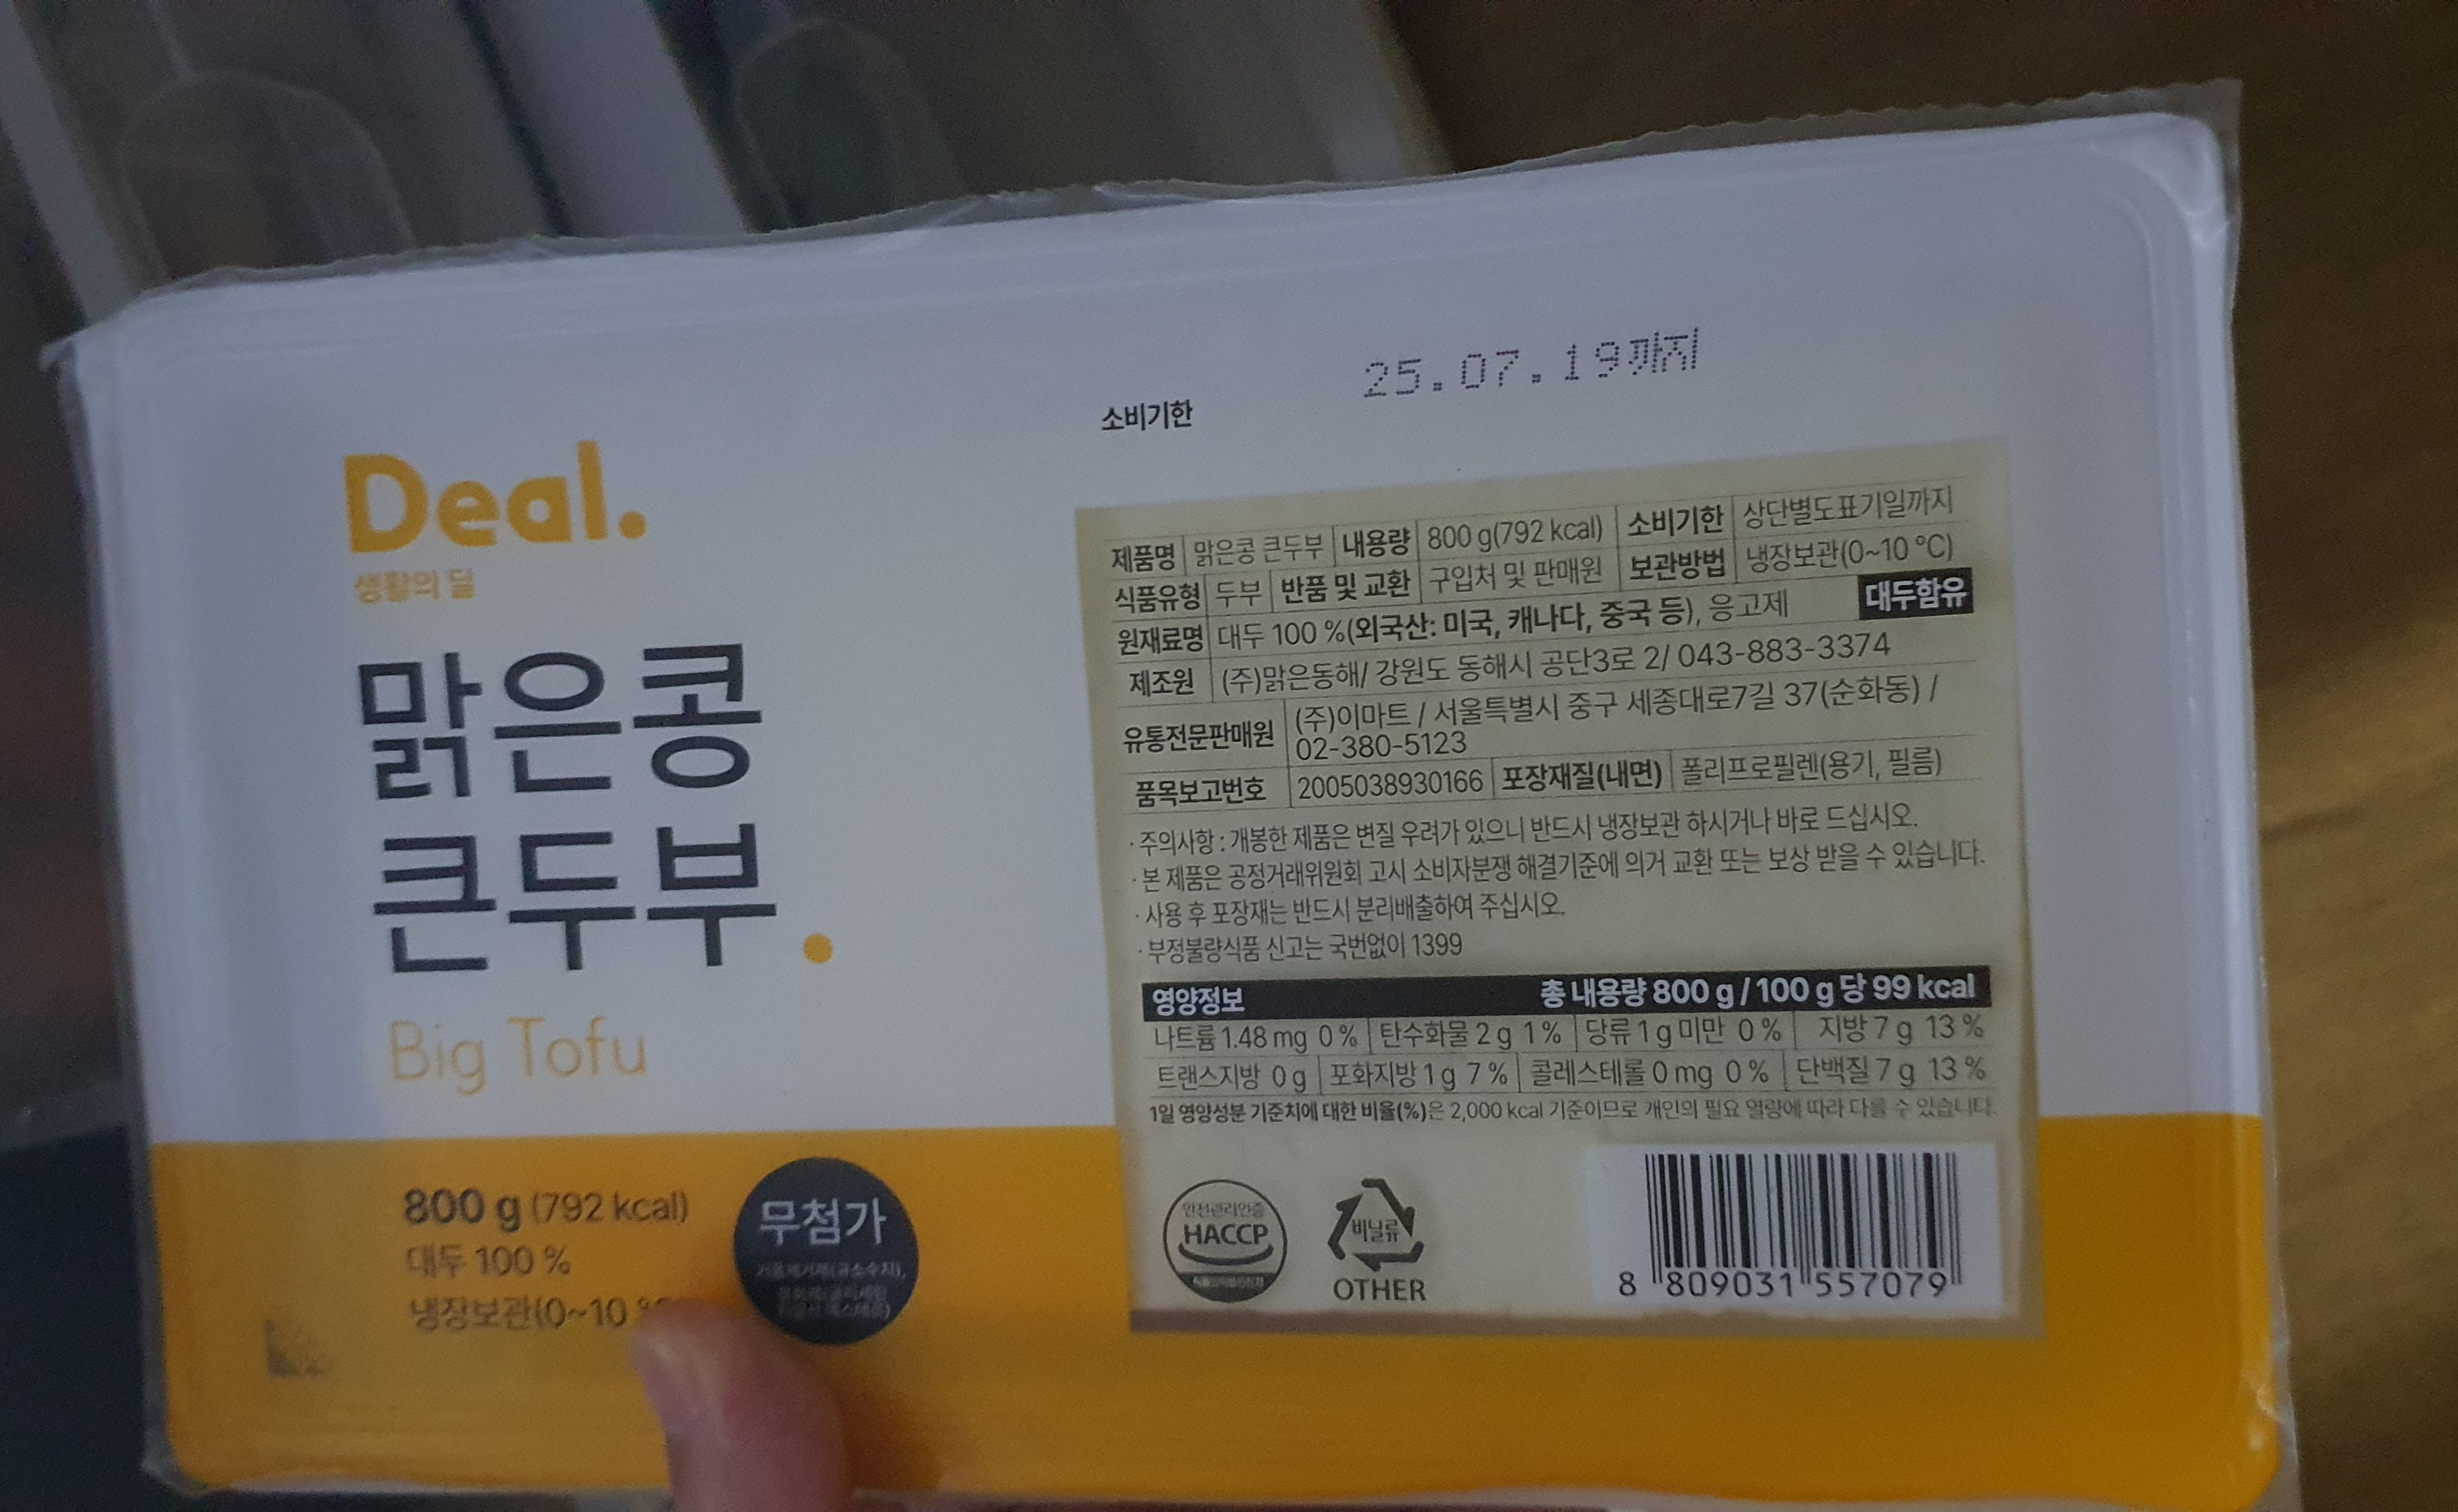 25.07.19까지
소비기한
Deal.
생활의 딜
맑은콩
큰두부.
Big Tofu
800 g (792 kcal)
대두 100 %
냉장보관(0~10
무첨가
거품제거제(규소수지),
제품명 맑은콩 큰두부 내용량 800 g(792 kcal) 소비기한 상단별도표기일까지
식품유형 두부 반품 및 교환 구입처 및 판매원 보관방법 냉장보관(0~10 ℃)
원재료명 대두 100 %(외국산: 미국, 캐나다, 중국 등), 응고제 대두함유
제조원 (주)맑은동해/ 강원도 동해시 공단3로 2/ 043-883-3374
유통전문판매원 (주)이마트 / 서울특별시 중구 세종대로7길 37(순화동) /
02-380-5123
품목보고번호 2005038930166 포장재질(내면) 폴리프로필렌(용기, 필름)
· 주의사항 : 개봉한 제품은 변질 우려가 있으니 반드시 냉장보관 하시거나 바로 드십시오.
· 본 제품은 공정거래위원회 고시 소비자분쟁 해결기준에 의거 교환 또는 보상 받을 수 있습니다.
· 사용 후 포장재는 반드시 분리배출하여 주십시오.
· 부정불량식품 신고는 국번없이 1399
영양정보 총 내용량 800 g / 100 g 당 99 kcal
나트륨 1.48 mg 0 % 탄수화물 2 g 1 % 당류 1 g 미만 0 % 지방 7 g 13 %
트랜스지방 0 g 포화지방 1 g 7 % 콜레스테롤 0 mg 0 % 단백질 7 g 13 %
1일 영양성분 기준치에 대한 비율(%)은 2,000 kcal 기준이므로 개인의 필요 열량에 따라 다를 수 있습니다.
안전관리인증
HACCP
비닐류
OTHER
8 809031 557079